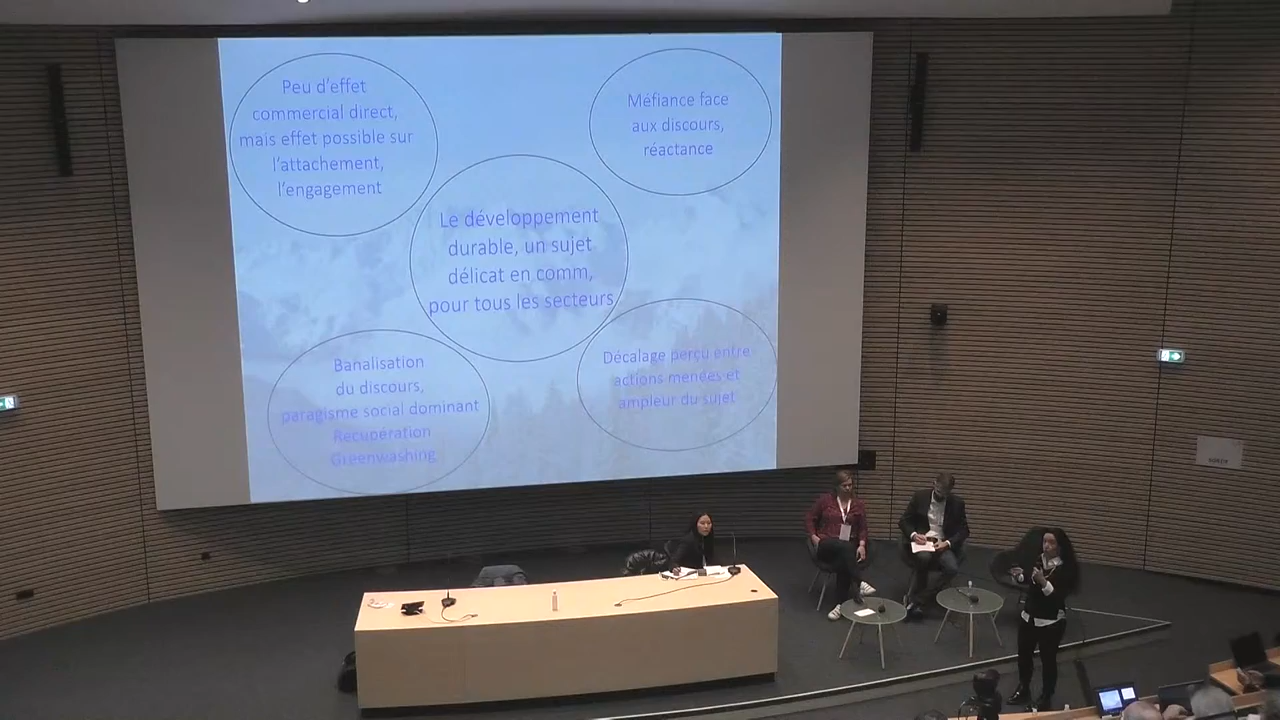 Peu d'effet
commercial direct,
mais effet possible sur
l'attachement,
l'engagement
Méfiance face
aux discours,
réactance
Le développement
durable, un sujet
délicat en comm,
pour tous les secteurs
Banalisation
du discours,
paragisme social dominant
Recupération
Greenwashing
Décalage perçu entre
actions menées et
ampleur du sujet